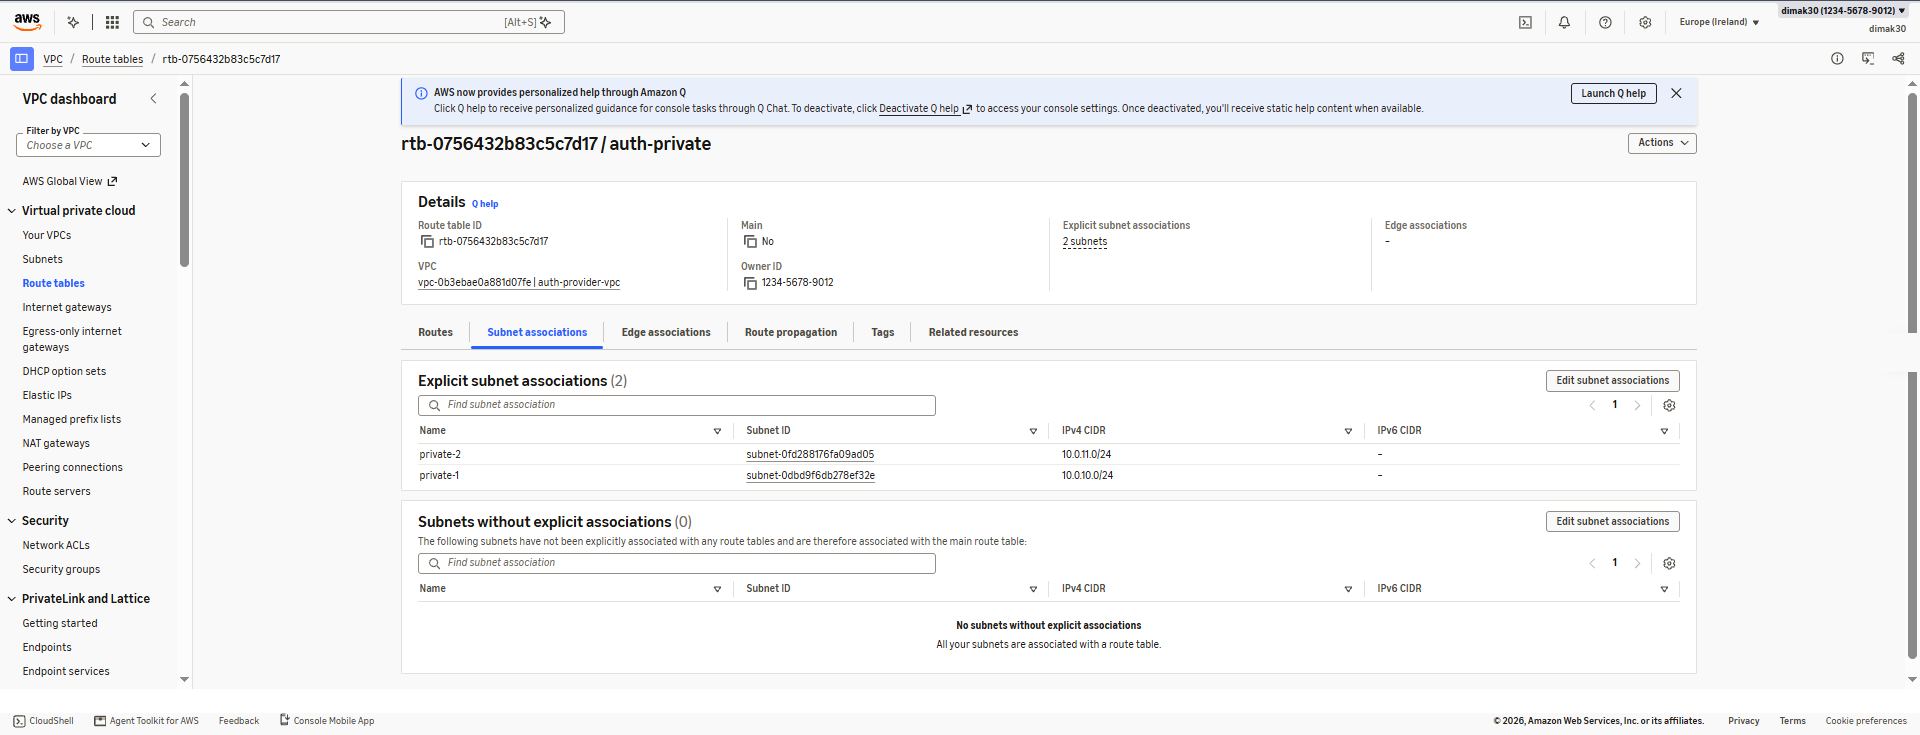 aws
Search [Alt+S]
Europe (Ireland) ▼
dimak30 (1234-5678-9012) ▼
dimak30
VPC / Route tables / rtb-0756432b83c5c7d17
VPC dashboard
Filter by VPC
Choose a VPC
AWS Global View
Virtual private cloud
Your VPCs
Subnets
Route tables
Internet gateways
Egress-only internet
gateways
DHCP option sets
Elastic IPs
Managed prefix lists
NAT gateways
Peering connections
Route servers
Security
Network ACLs
Security groups
PrivateLink and Lattice
Getting started
Endpoints
Endpoint services
AWS now provides personalized help through Amazon Q
Click Q help to receive personalized guidance for console tasks through Q Chat. To deactivate, click Deactivate Q help to access your console settings. Once deactivated, you'll receive static help content when available.
Launch Q help
rtb-0756432b83c5c7d17 / auth-private
Actions
Details Q help
Route table ID
rtb-0756432b83c5c7d17
Main
No
Explicit subnet associations
2 subnets
Edge associations
–
VPC
vpc-0b3ebae0a881d07fe | auth-provider-vpc
Owner ID
1234-5678-9012
Routes Subnet associations Edge associations Route propagation Tags Related resources
Explicit subnet associations (2)
Edit subnet associations
Find subnet association
1
Name Subnet ID IPv4 CIDR IPv6 CIDR
private-2 subnet-0fd288176fa09ad05 10.0.11.0/24 –
private-1 subnet-0dbd9f6db278ef32e 10.0.10.0/24 –
Subnets without explicit associations (0)
Edit subnet associations
The following subnets have not been explicitly associated with any route tables and are therefore associated with the main route table:
Find subnet association
1
Name Subnet ID IPv4 CIDR IPv6 CIDR
No subnets without explicit associations
All your subnets are associated with a route table.
CloudShell Agent Toolkit for AWS Feedback Console Mobile App
© 2026, Amazon Web Services, Inc. or its affiliates. Privacy Terms Cookie preferences